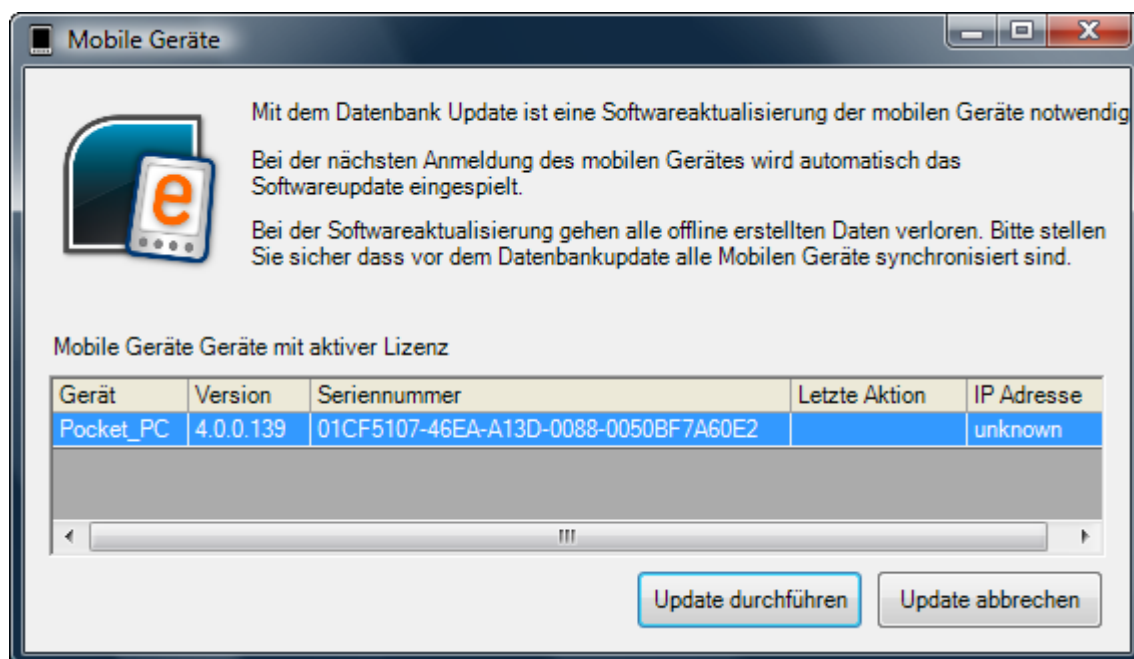 Mobile Geräte
Mit dem Datenbank Update ist eine Softwareaktualisierung der mobilen Geräte notwendig
Bei der nächsten Anmeldung des mobilen Gerätes wird automatisch das
Softwareupdate eingespielt.
Bei der Softwareaktualisierung gehen alle offline erstellten Daten verloren. Bitte stellen
Sie sicher dass vor dem Datenbankupdate alle Mobilen Geräte synchronisiert sind.
e
Mobile Geräte Geräte mit aktiver Lizenz
Gerät Version Seriennummer Letzte Aktion IP Adresse
Pocket_PC 4.0.0.139 01CF5107-46EA-A13D-0088-0050BF7A60E2 unknown
Update durchführen Update abbrechen